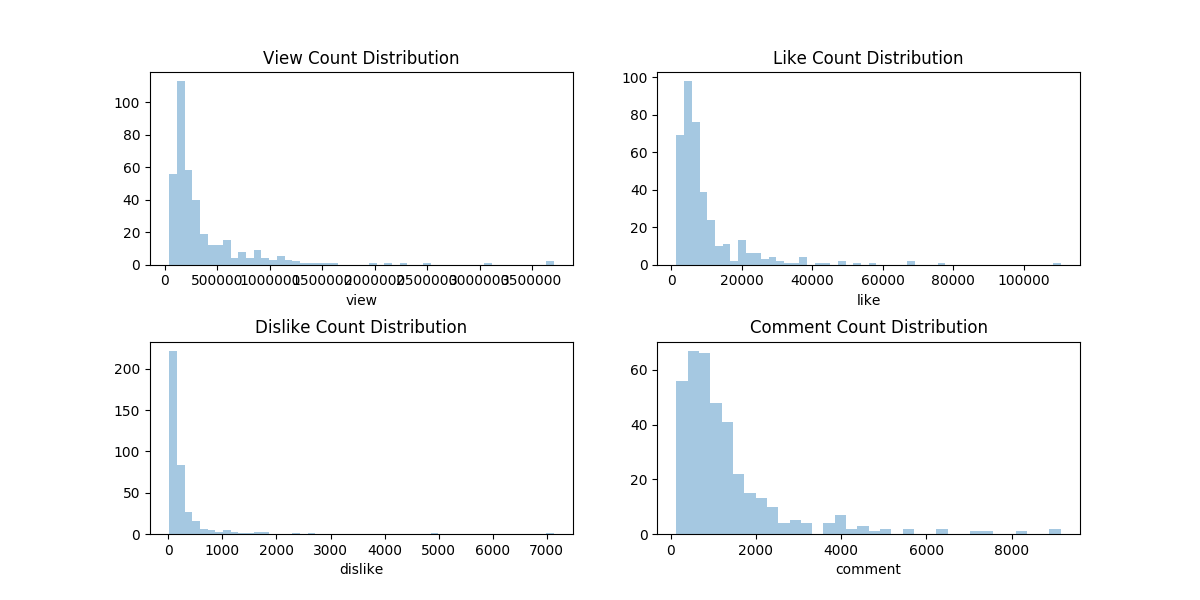 View Count Distribution
100
80
60
40
20
0
0 500000 1000000 1500000 2000000 2500000 3000000 3500000
view
Like Count Distribution
100
80
60
40
20
0
0 20000 40000 60000 80000 100000
like
Dislike Count Distribution
200
150
100
50
0
0 1000 2000 3000 4000 5000 6000 7000
dislike
Comment Count Distribution
60
40
20
0
0 2000 4000 6000 8000
comment